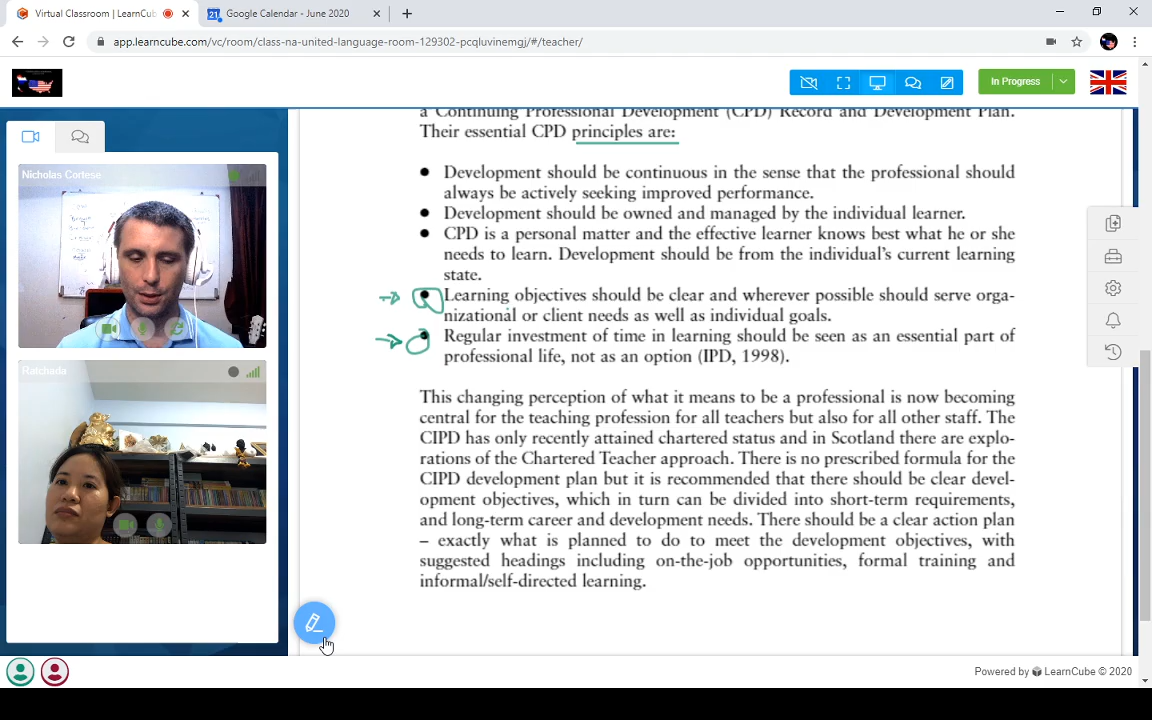 Virtual Classroom | LearnCu
Google Calendar - June 2020
app.learncube.com/vc/room/class-na-united-language-room-129302-pcqluvinemgj/#/teacher/
In Progress
Nicholas Cortese
Ratchada
a Continuing Professional Development (CPD) Record and Development Plan.
Their essential CPD principles are:
● Development should be continuous in the sense that the professional should
always be actively seeking improved performance.
● Development should be owned and managed by the individual learner.
● CPD is a personal matter and the effective learner knows best what he or she
needs to learn. Development should be from the individual's current learning
state.
● Learning objectives should be clear and wherever possible should serve orga-
nizational or client needs as well as individual goals.
● Regular investment of time in learning should be seen as an essential part of
professional life, not as an option (IPD, 1998).
This changing perception of what it means to be a professional is now becoming
central for the teaching profession for all teachers but also for all other staff. The
CIPD has only recently attained chartered status and in Scotland there are explo-
rations of the Chartered Teacher approach. There is no prescribed formula for the
CIPD development plan but it is recommended that there should be clear devel-
opment objectives, which in turn can be divided into short-term requirements,
and long-term career and development needs. There should be a clear action plan
– exactly what is planned to do to meet the development objectives, with
suggested headings including on-the-job opportunities, formal training and
informal/self-directed learning.
Powered by LearnCube © 2020